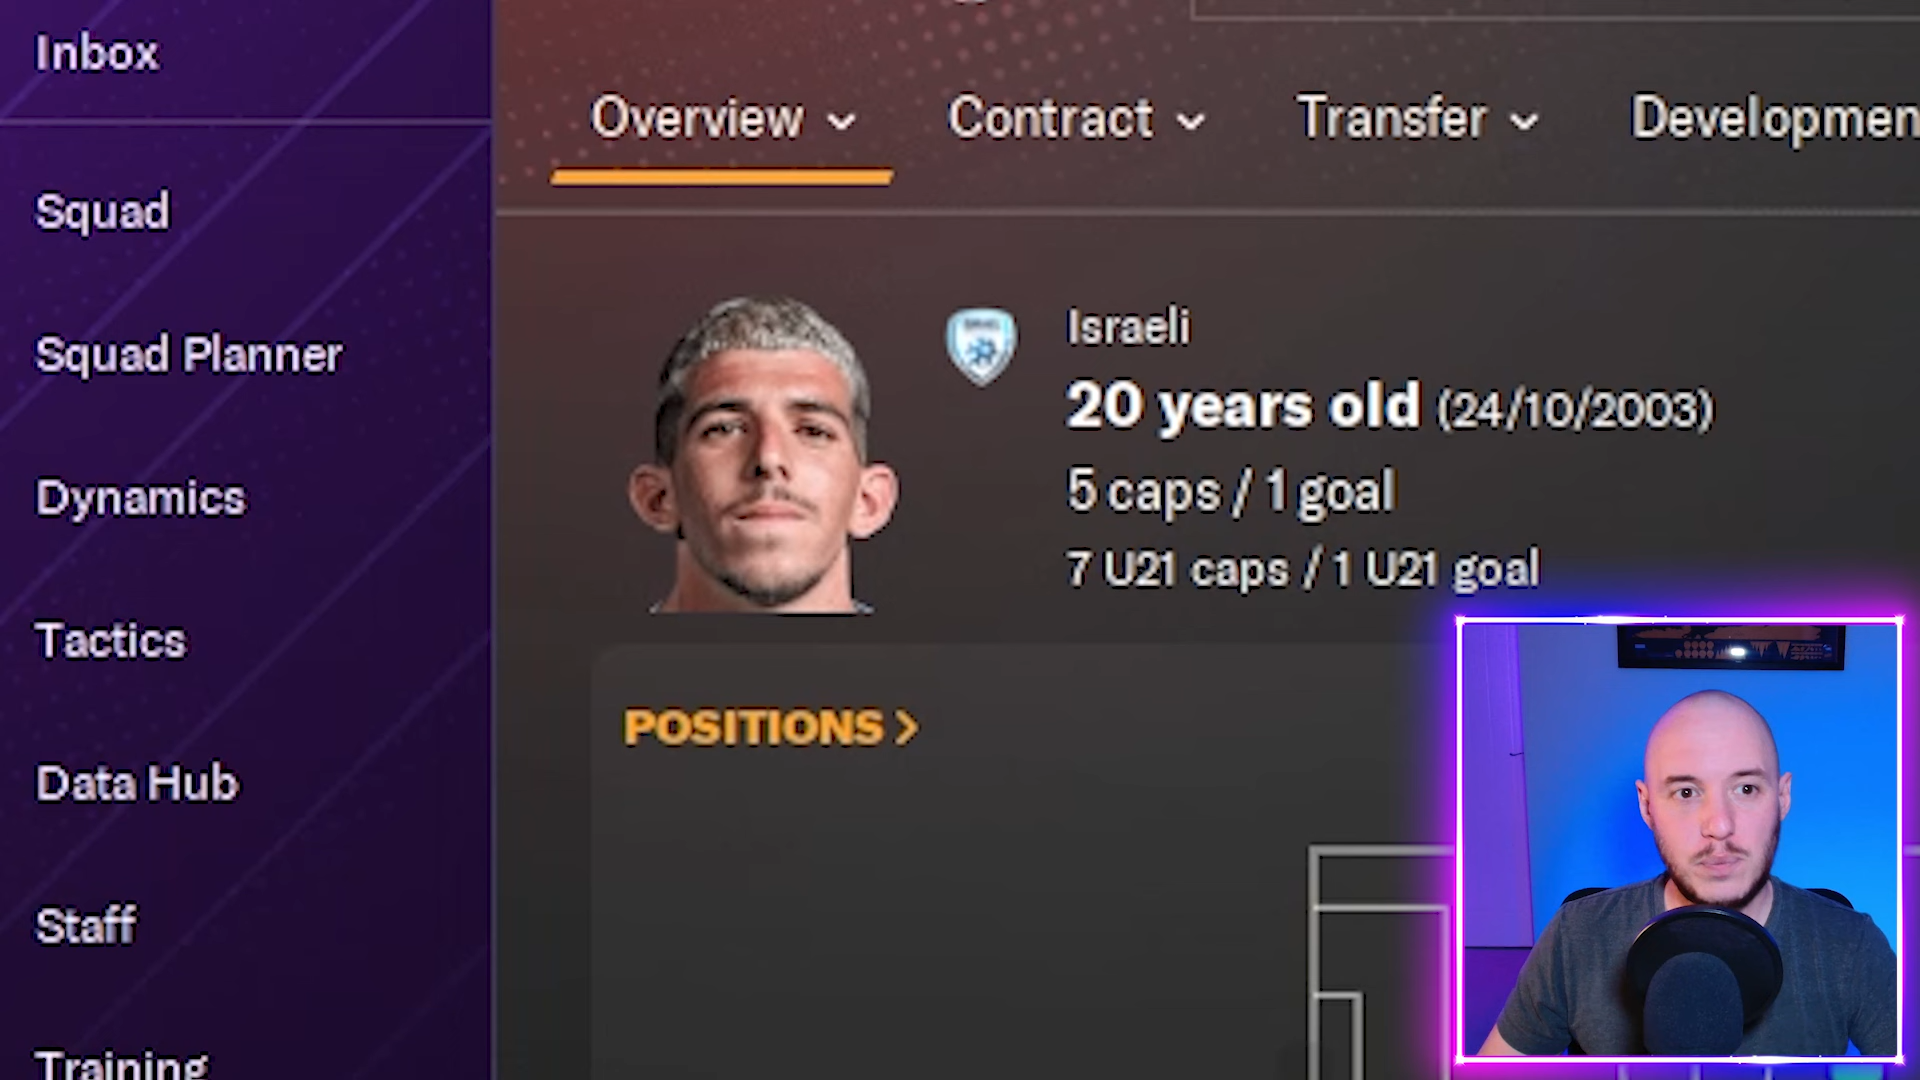 Inbox
Squad
Squad Planner
Dynamics
Tactics
Data Hub
Staff
Training
Overview
Contract
Transfer
Developmen
Israeli
20 years old (24/10/2003)
5 caps / 1 goal
7 U21 caps / 1 U21 goal
POSITIONS